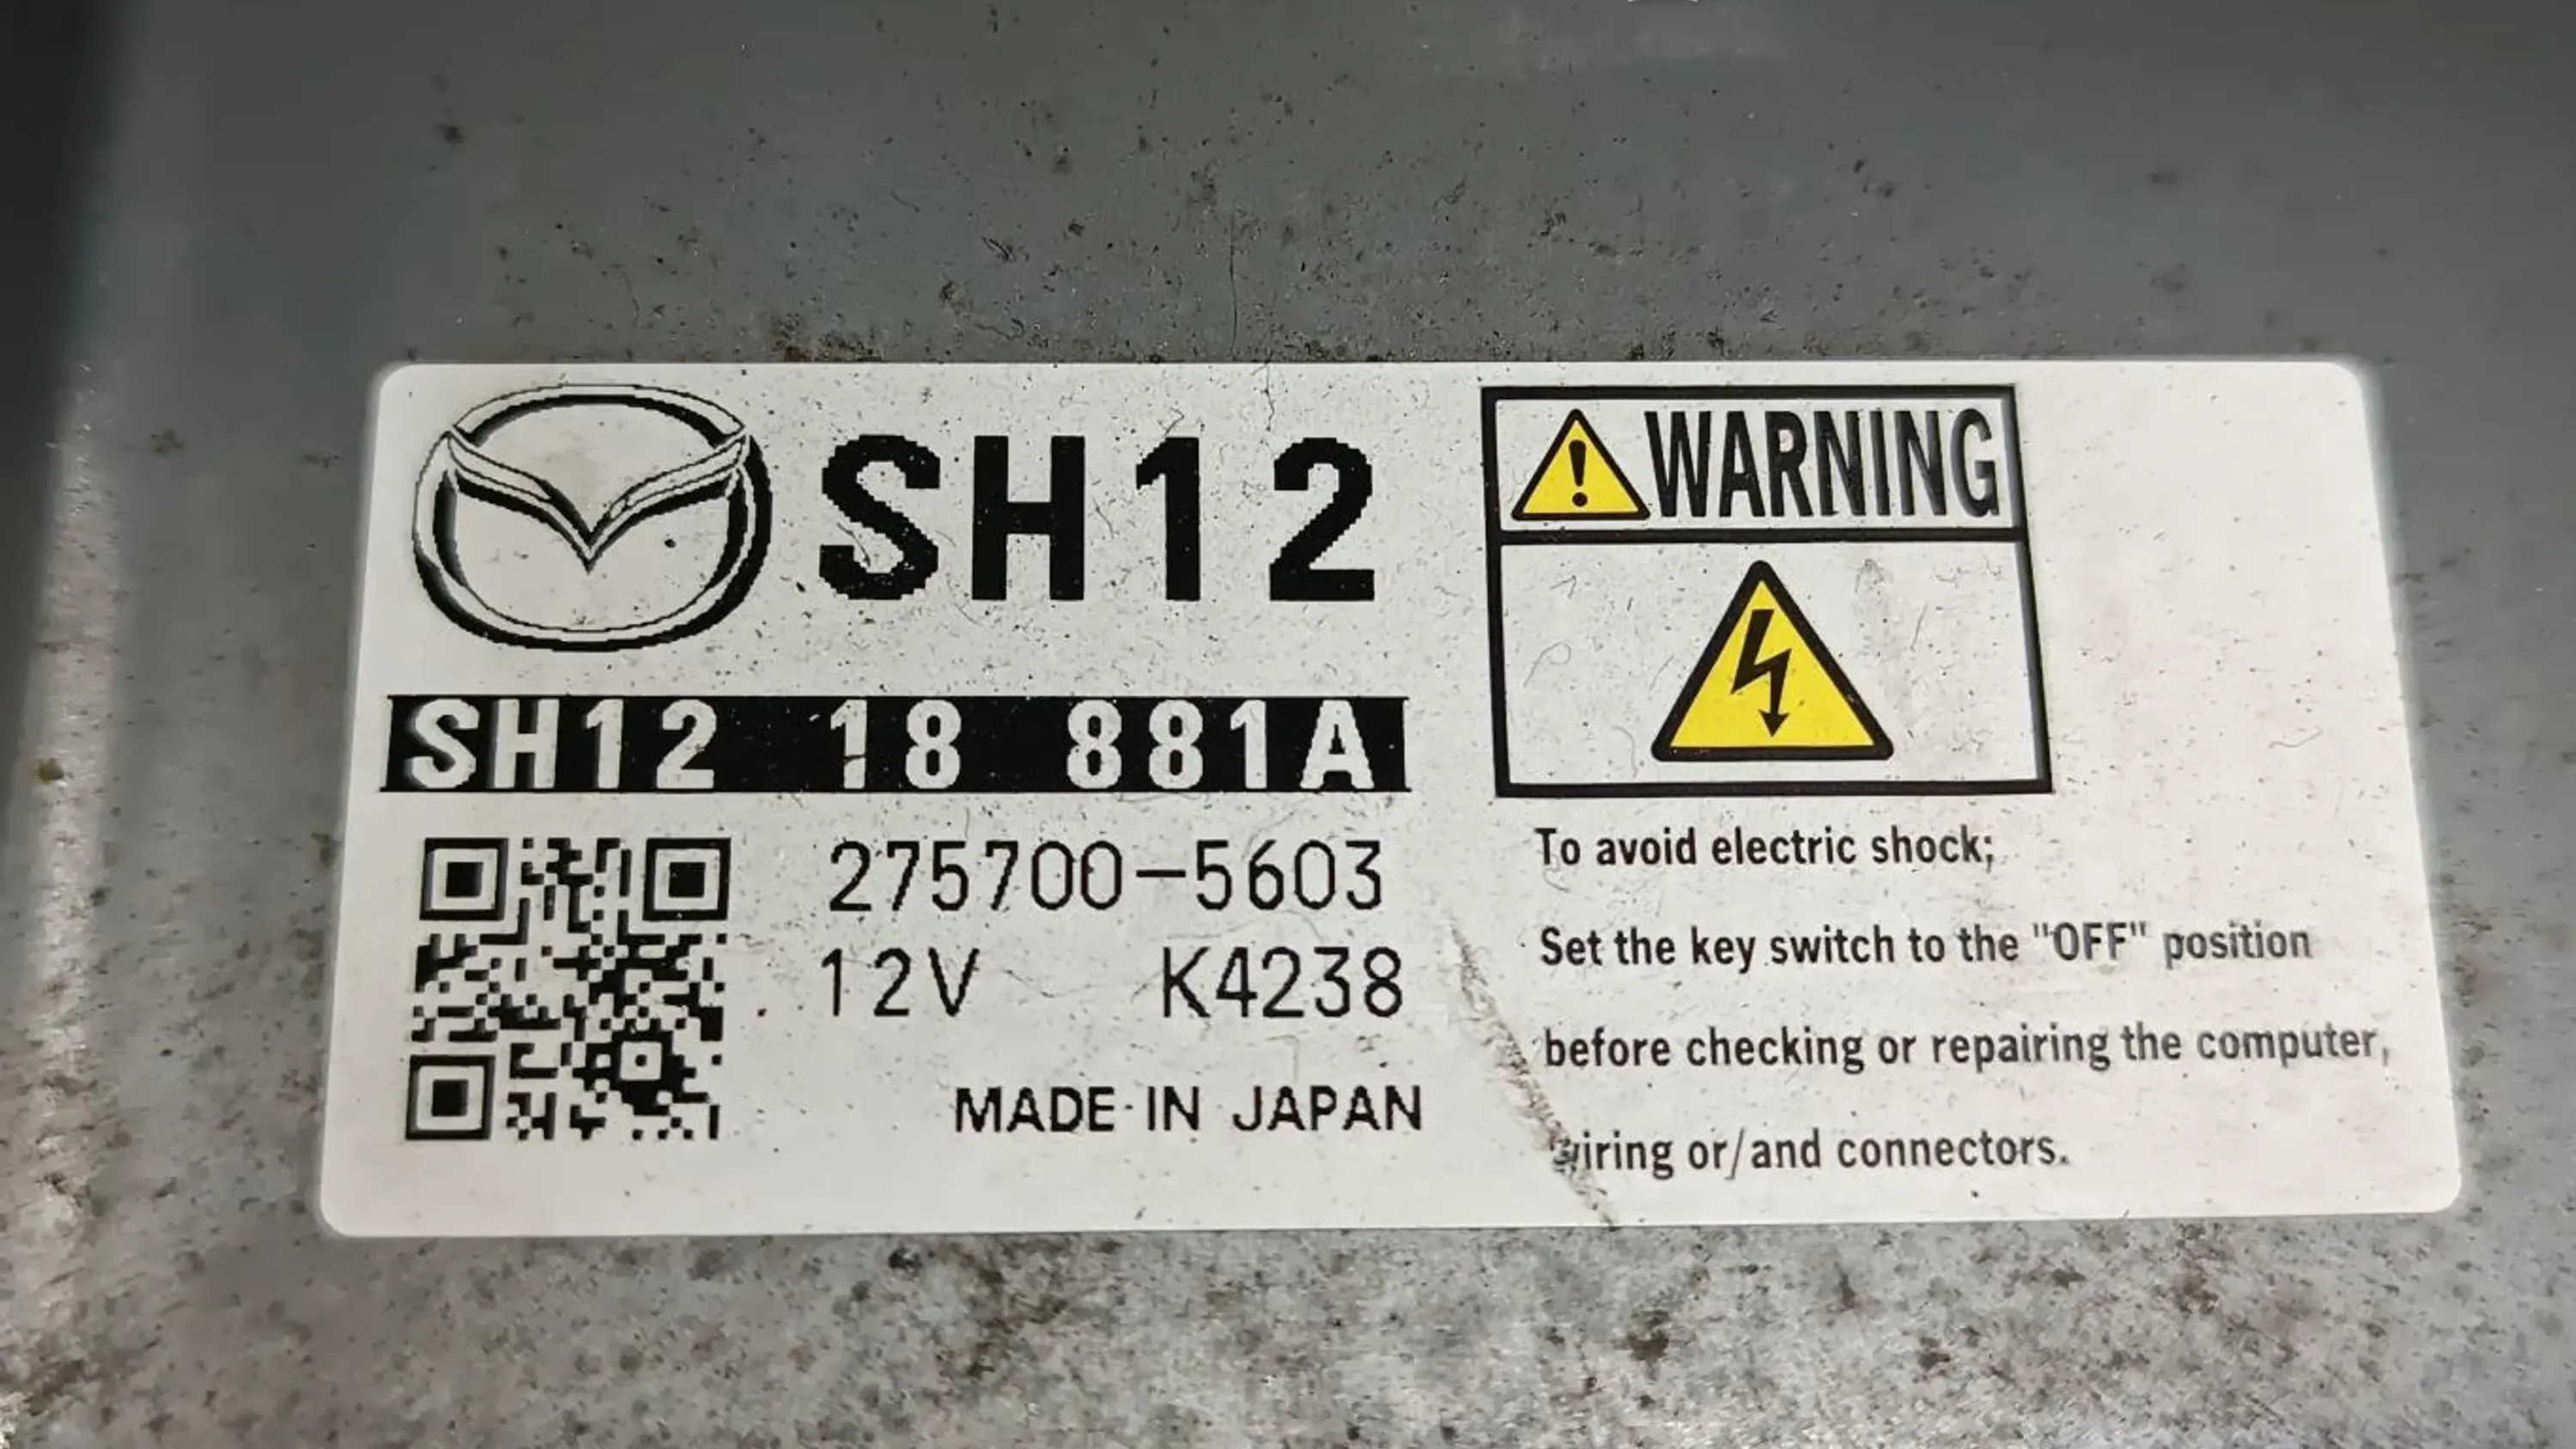 SH12
SH12 18 881A
275700-5603
12V K4238
MADE IN JAPAN
WARNING
To avoid electric shock;
Set the key switch to the "OFF" position
before checking or repairing the computer,
wiring or/and connectors.